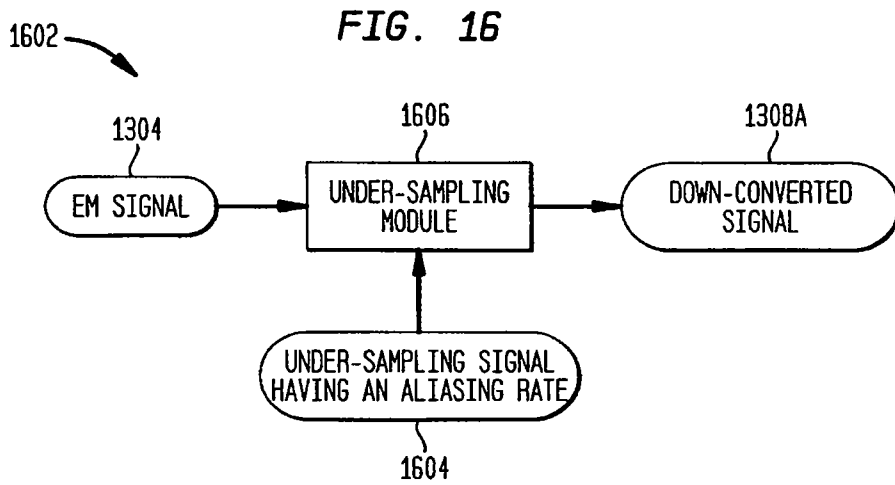 FIG. 16
1602
1304
1606
1308A
EM SIGNAL
UNDER-SAMPLING
MODULE
DOWN-CONVERTED
SIGNAL
UNDER-SAMPLING SIGNAL
HAVING AN ALIASING RATE
1604